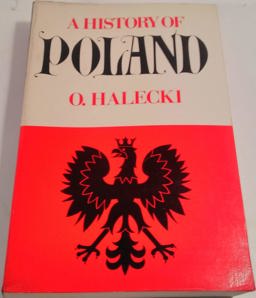 A HISTORY OF
POLAND
O. HALECKI